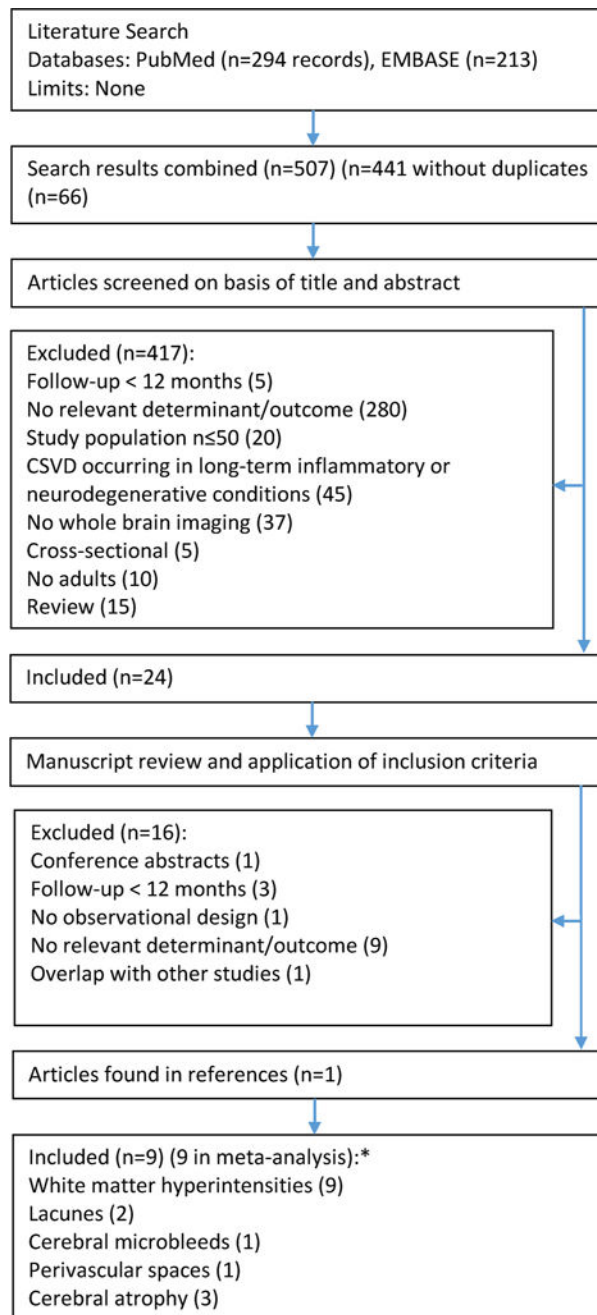 Literature Search
Databases: PubMed (n=294 records), EMBASE (n=213)
Limits: None
Search results combined (n=507) (n=441 without duplicates
(n=66)
Articles screened on basis of title and abstract
Excluded (n=417):
Follow-up < 12 months (5)
No relevant determinant/outcome (280)
Study population n≤50 (20)
CSVD occurring in long-term inflammatory or
neurodegenerative conditions (45)
No whole brain imaging (37)
Cross-sectional (5)
No adults (10)
Review (15)
Included (n=24)
Manuscript review and application of inclusion criteria
Excluded (n=16):
Conference abstracts (1)
Follow-up < 12 months (3)
No observational design (1)
No relevant determinant/outcome (9)
Overlap with other studies (1)
Articles found in references (n=1)
Included (n=9) (9 in meta-analysis):*
White matter hyperintensities (9)
Lacunes (2)
Cerebral microbleeds (1)
Perivascular spaces (1)
Cerebral atrophy (3)